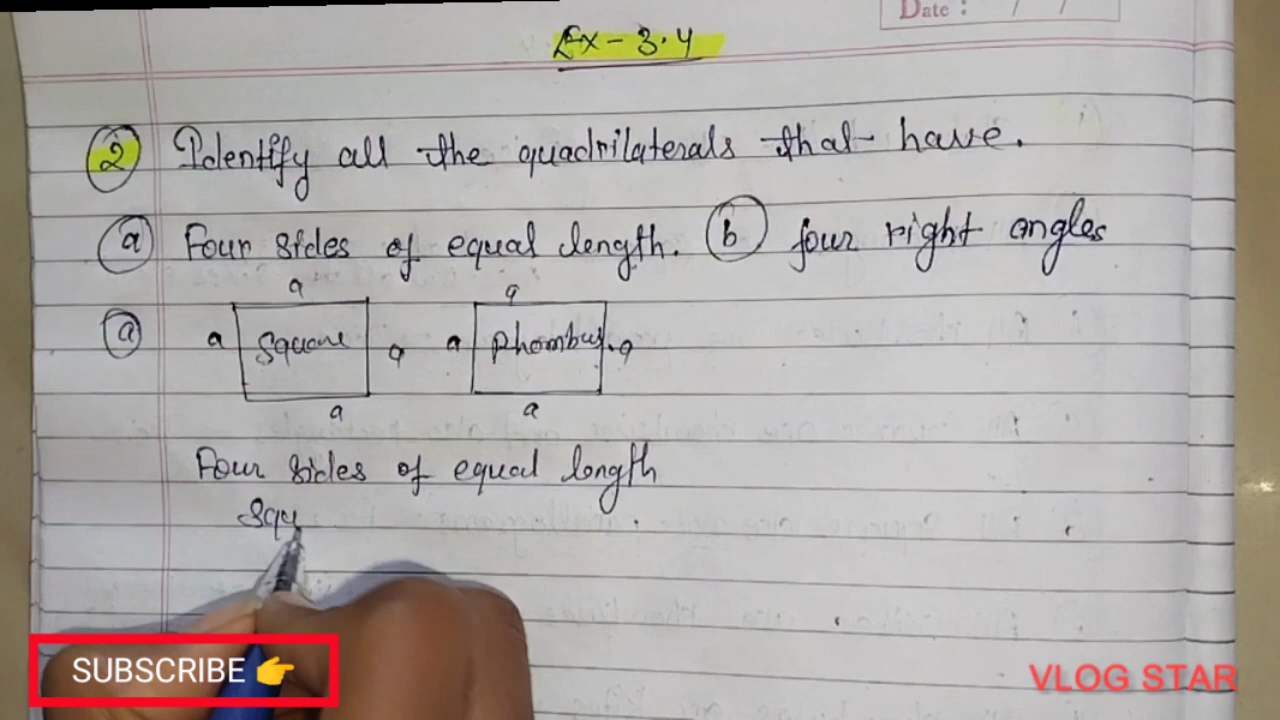 Date : / /
Ex - 3.4
2 Identify all the quadrilaterals that have.
a Four sides of equal length. b four right angles
a
a a Square a a Rhombus. a
a a
Four sides of equal length
Squ
SUBSCRIBE 👉
VLOG STAR